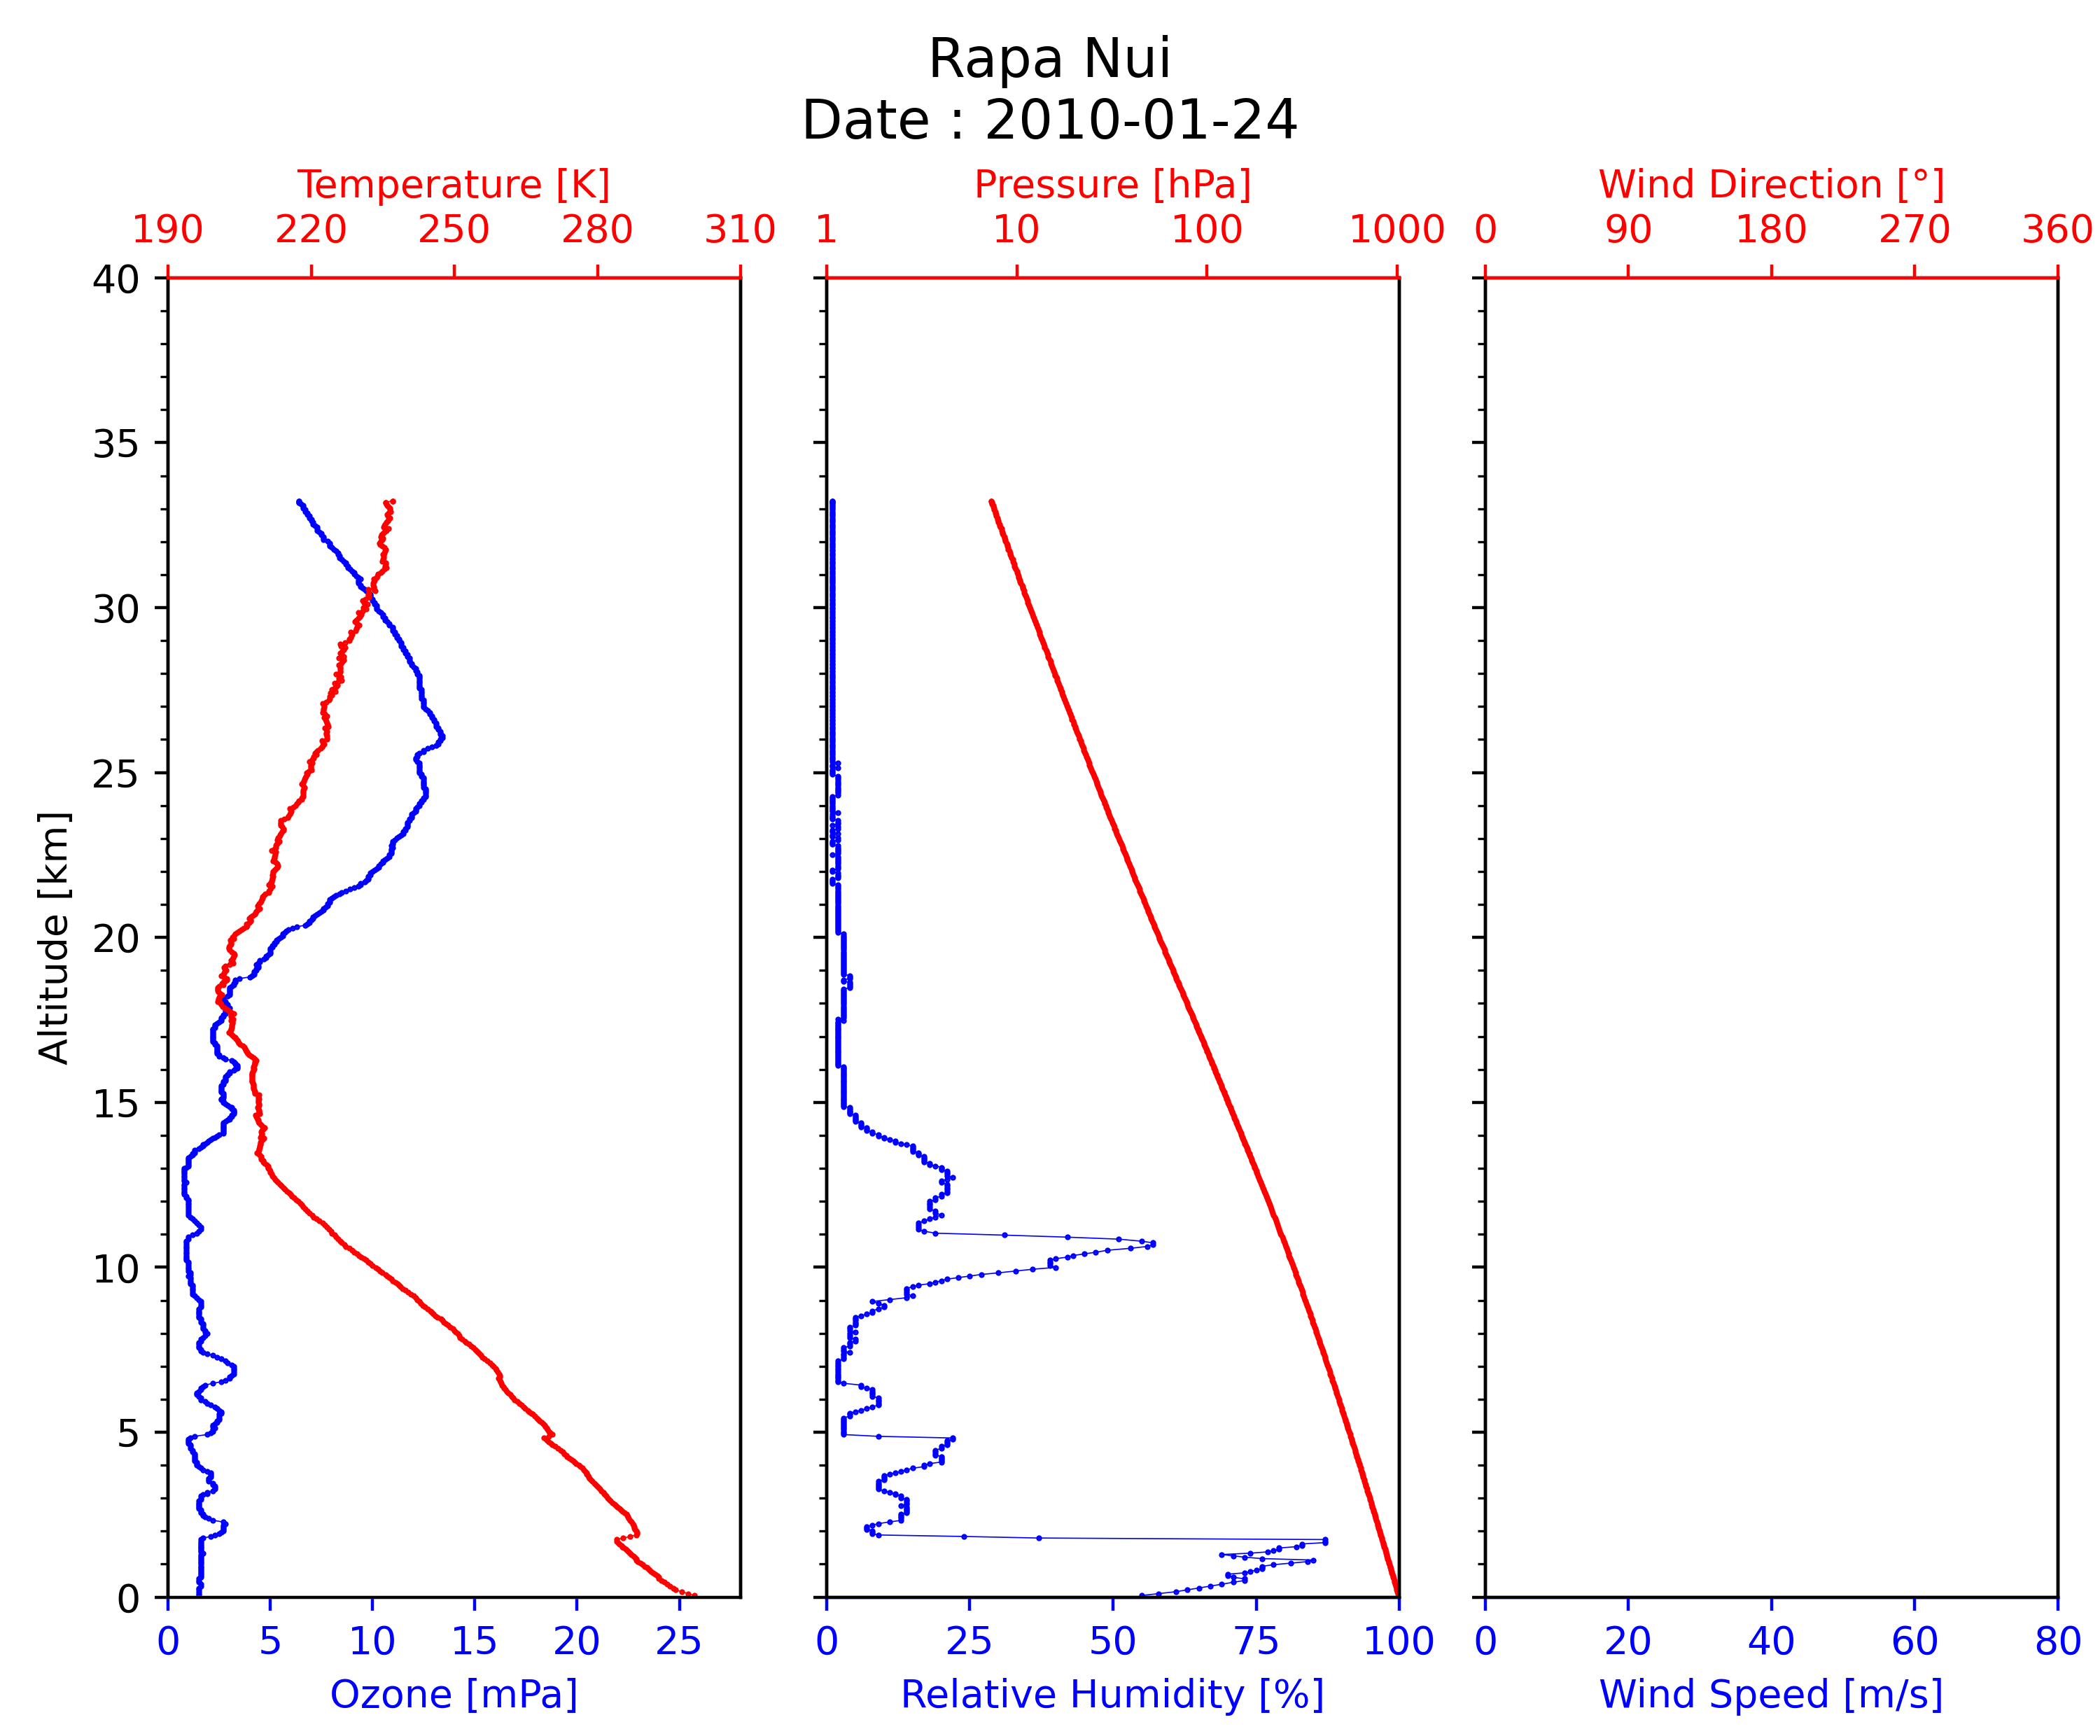 Rapa Nui
Date : 2010-01-24
Temperature [K]
190 220 250 280 310
Pressure [hPa]
1 10 100 1000
Wind Direction [°]
0 90 180 270 360
Altitude [km]
40
35
30
25
20
15
10
5
0
0 5 10 15 20 25
Ozone [mPa]
0 25 50 75 100
Relative Humidity [%]
0 20 40 60 80
Wind Speed [m/s]